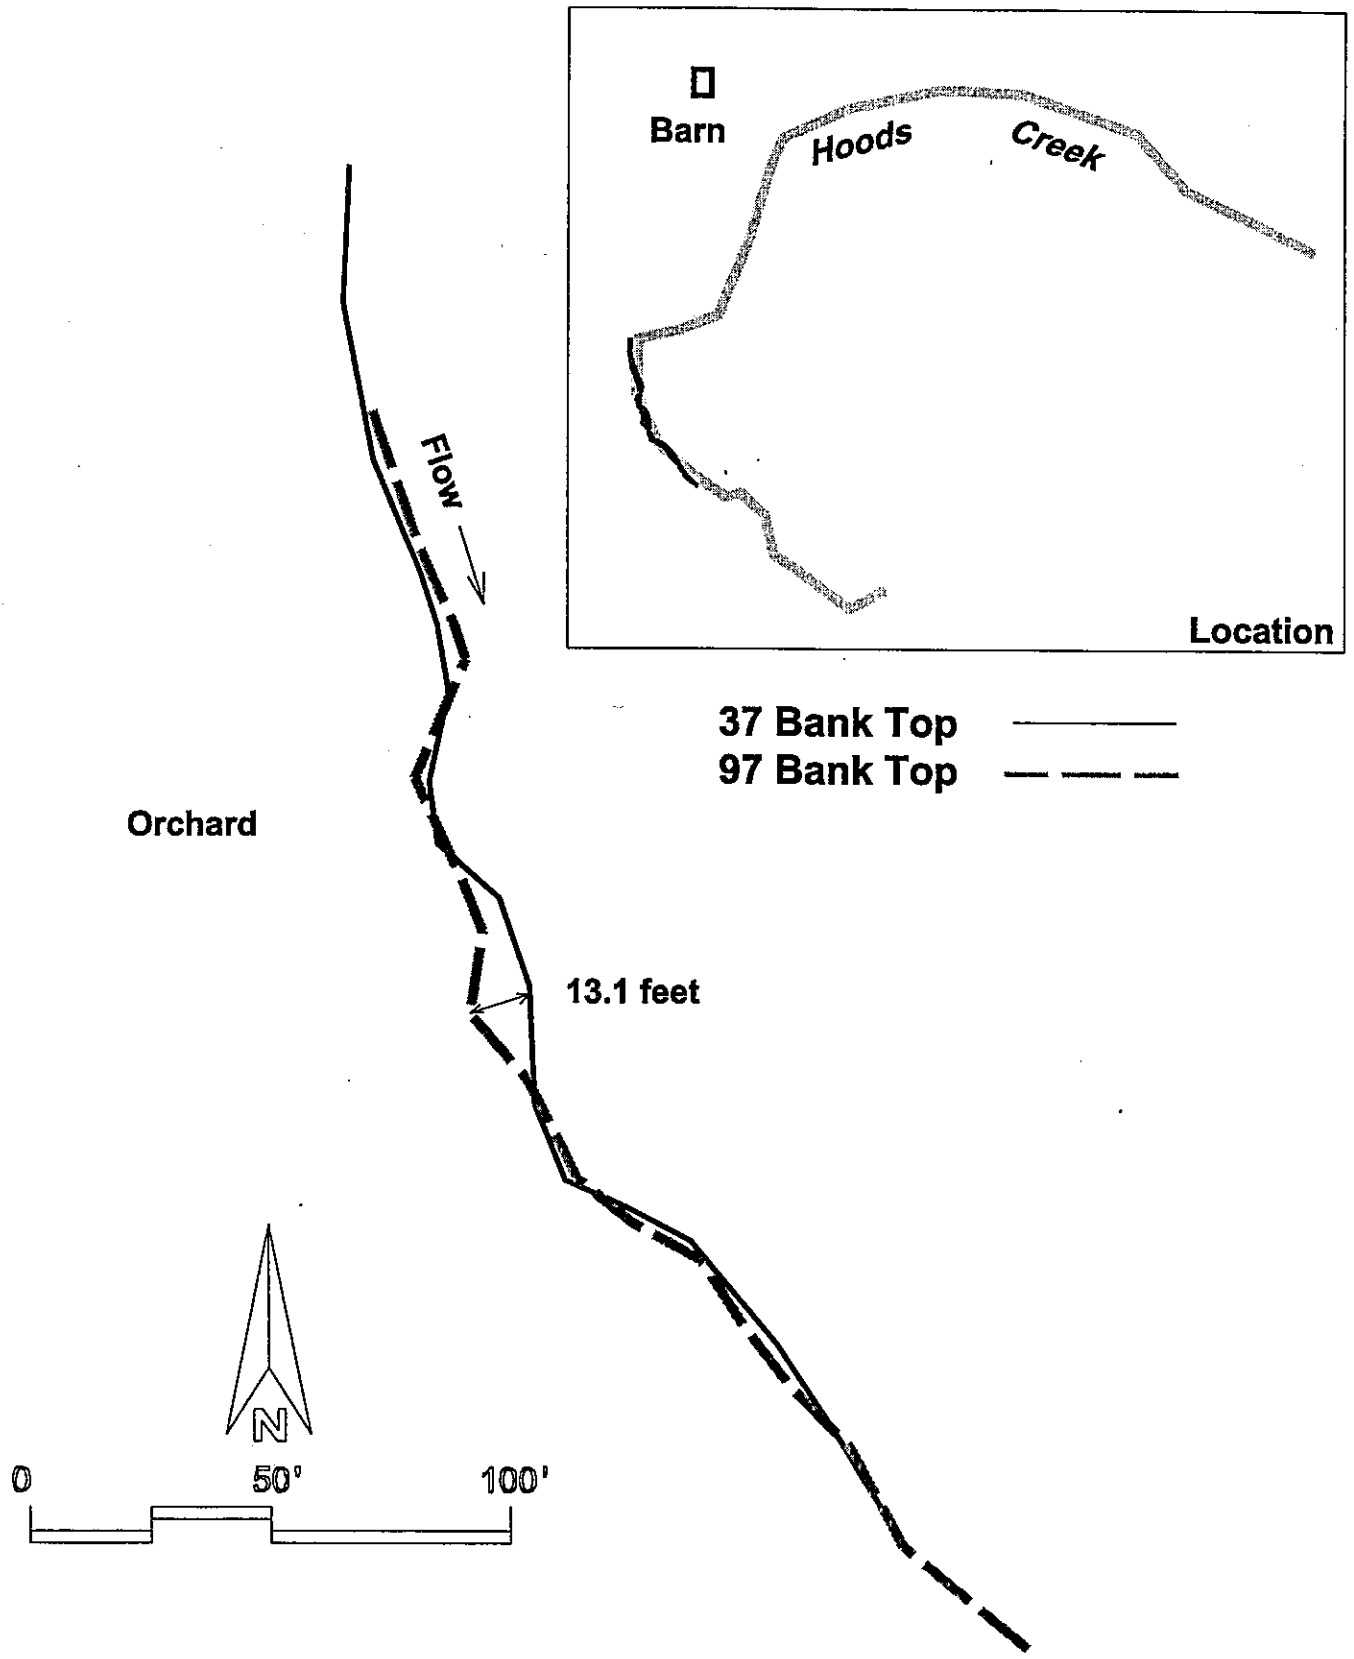 Barn
Hoods Creek
Location
Flow
37 Bank Top
97 Bank Top
Orchard
13.1 feet
N
0 50' 100'